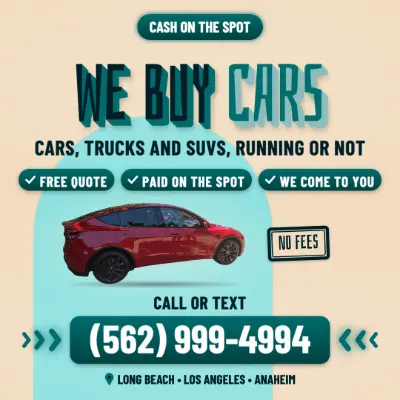 CASH ON THE SPOT
WE BUY CARS
CARS, TRUCKS AND SUVS, RUNNING OR NOT
FREE QUOTE
PAID ON THE SPOT
WE COME TO YOU
NO FEES
CALL OR TEXT
(562) 999-4994
LONG BEACH • LOS ANGELES • ANAHEIM